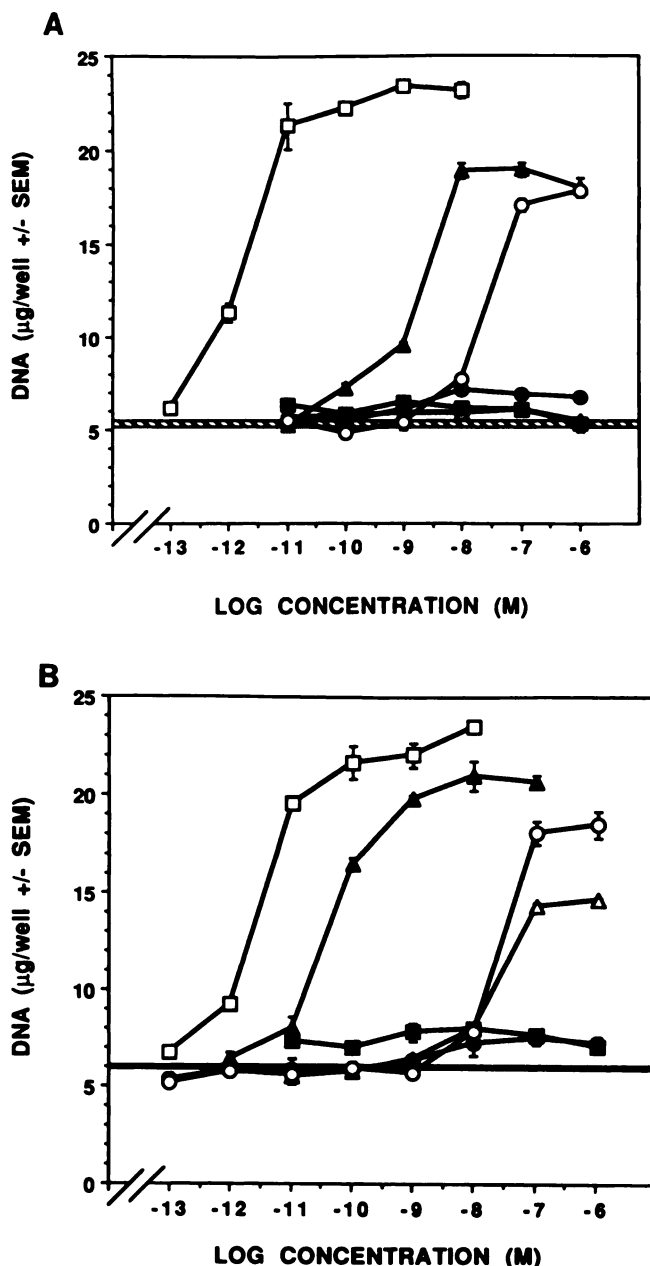 A
DNA (µg/well +/- SEM)
25
20
15
10
5
0
-13 -12 -11 -10 -9 -8 -7 -6
LOG CONCENTRATION (M)
B
DNA (µg/well +/- SEM)
25
20
15
10
5
0
-13 -12 -11 -10 -9 -8 -7 -6
LOG CONCENTRATION (M)